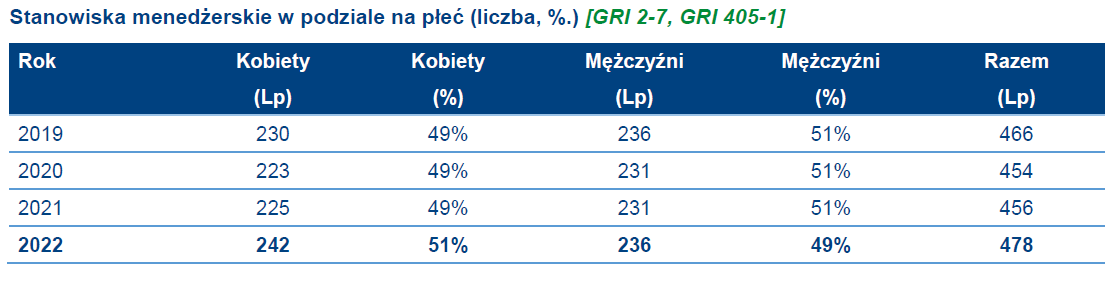 Stanowiska menedżerskie w podziale na płeć (liczba, %.) [GRI 2-7, GRI 405-1]
Rok Kobiety Kobiety Mężczyźni Mężczyźni Razem
(Lp) (%) (Lp) (%) (Lp)
2019 230 49% 236 51% 466
2020 223 49% 231 51% 454
2021 225 49% 231 51% 456
2022 242 51% 236 49% 478